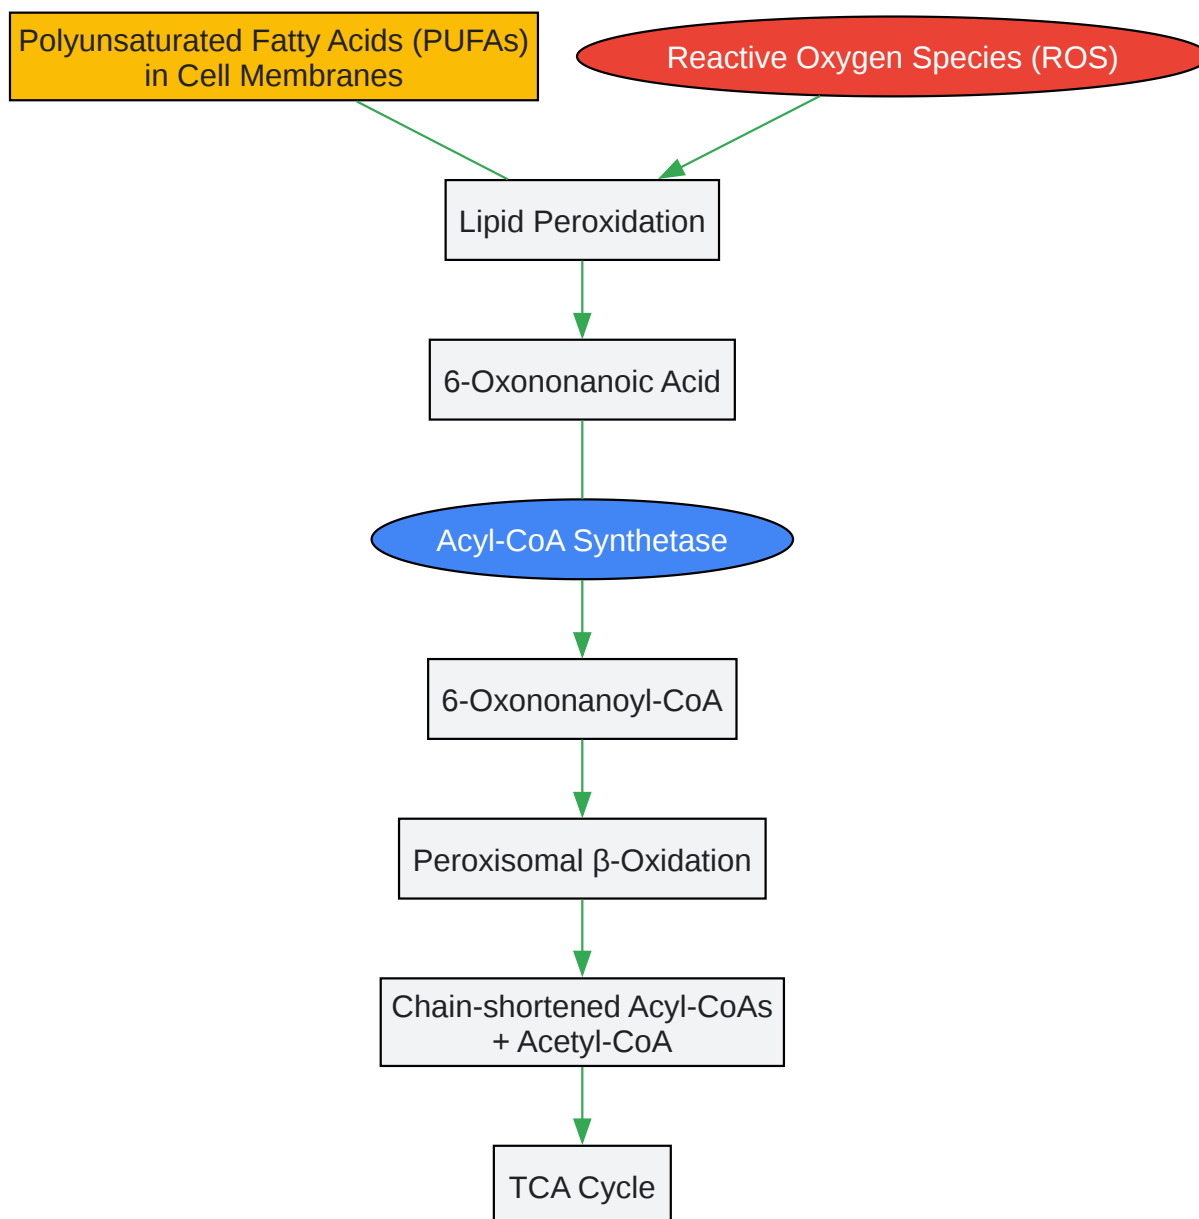 Polyunsaturated Fatty Acids (PUFAs)
in Cell Membranes
Reactive Oxygen Species (ROS)
Lipid Peroxidation
6-Oxononanoic Acid
Acyl-CoA Synthetase
6-Oxononanoyl-CoA
Peroxisomal β-Oxidation
Chain-shortened Acyl-CoAs
+ Acetyl-CoA
TCA Cycle